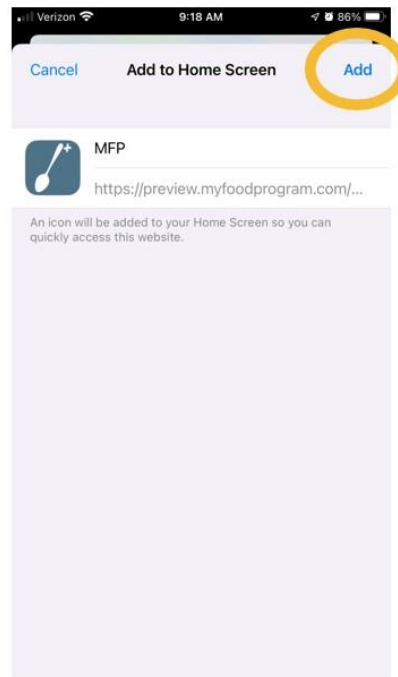 Verizon 9:18 AM 86%
Cancel Add to Home Screen Add
MFP
https://preview.myfoodprogram.com/...
An icon will be added to your Home Screen so you can
quickly access this website.